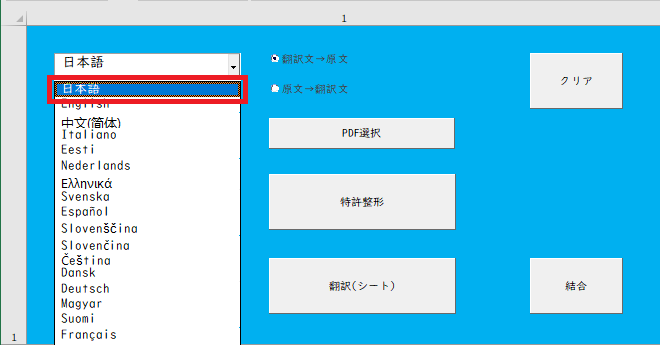 1
日本語
翻訳文→原文
クリア
日本語
English
原文→翻訳文
中文(简体)
Italiano
PDF選択
Eesti
Nederlands
Ελληνικά
Svenska
特許整形
Español
Slovenščina
Slovenčina
Čeština
Dansk
Deutsch
翻訳(シート)
結合
Magyar
Suomi
Français
1